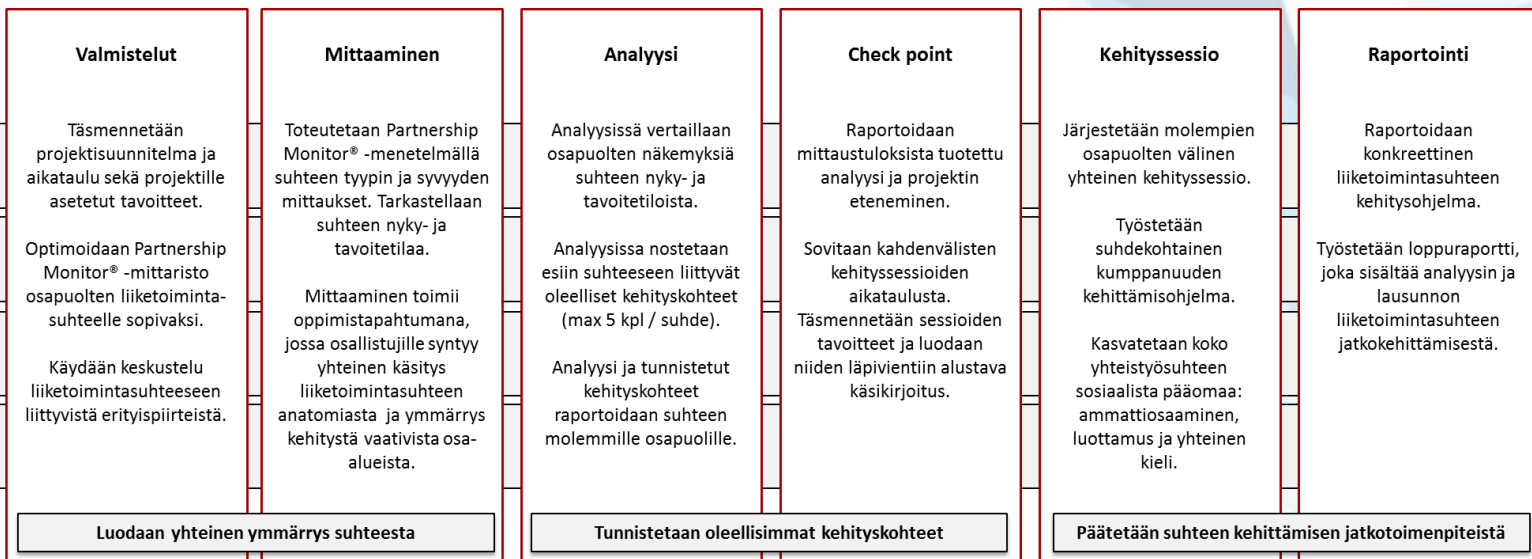 Valmistelut
Täsmennetään
projektisuunnitelma ja
aikataulu sekä projektille
asetetut tavoitteet.
Optimoidaan Partnership
Monitor® -mittaristo
osapuolten liiketoiminta-
suhteelle sopivaksi.
Käydään keskustelu
liiketoimintasuhteeseen
liittyvistä erityispiirteistä.
Mittaaminen
Toteutetaan Partnership
Monitor® -menetelmällä
suhteen tyypin ja syvyyden
mittaukset. Tarkastellaan
suhteen nyky- ja
tavoitetilaa.
Mittaaminen toimii
oppimistapahtumana,
jossa osallistujille syntyy
yhteinen käsitys
liiketoimintasuhteen
anatomiasta ja ymmärrys
kehitystä vaativista osa-
alueista.
Luodaan yhteinen ymmärrys suhteesta
Analyysi
Analyysissä vertaillaan
osapuolten näkemyksiä
suhteen nyky- ja
tavoitetiloista.
Analyysissa nostetaan
esiin suhteeseen liittyvät
oleelliset kehityskohteet
(max 5 kpl / suhde).
Analyysi ja tunnistetut
kehityskohteet
raportoidaan suhteen
molemmille osapuolille.
Check point
Raportoidaan
mittaustuloksista tuotettu
analyysi ja projektin
eteneminen.
Sovitaan kahdenvälisten
kehityssessioiden
aikataulusta.
Täsmennetään sessioiden
tavoitteet ja luodaan
niiden läpivientiin alustava
käsikirjoitus.
Tunnistetaan oleellisimmat kehityskohteet
Kehityssessio
Järjestetään molempien
osapuolten välinen
yhteinen kehityssessio.
Työstetään
suhdekohtainen
kumppanuuden
kehittämisohjelma.
Kasvatetaan koko
yhteistyösuhteen
sosiaalista pääomaa:
ammattiosaaminen,
luottamus ja yhteinen
kieli.
Raportointi
Raportoidaan
konkreettinen
liiketoimintasuhteen
kehitysohjelma.
Työstetään loppuraportti,
joka sisältää analyysin ja
lausunnon
liiketoimintasuhteen
jatkokehittämisestä.
Päätetään suhteen kehittämisen jatkotoimenpiteistä